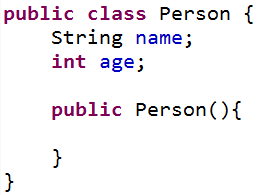 public class Person {
    String name;
    int age;

    public Person(){

    }
}